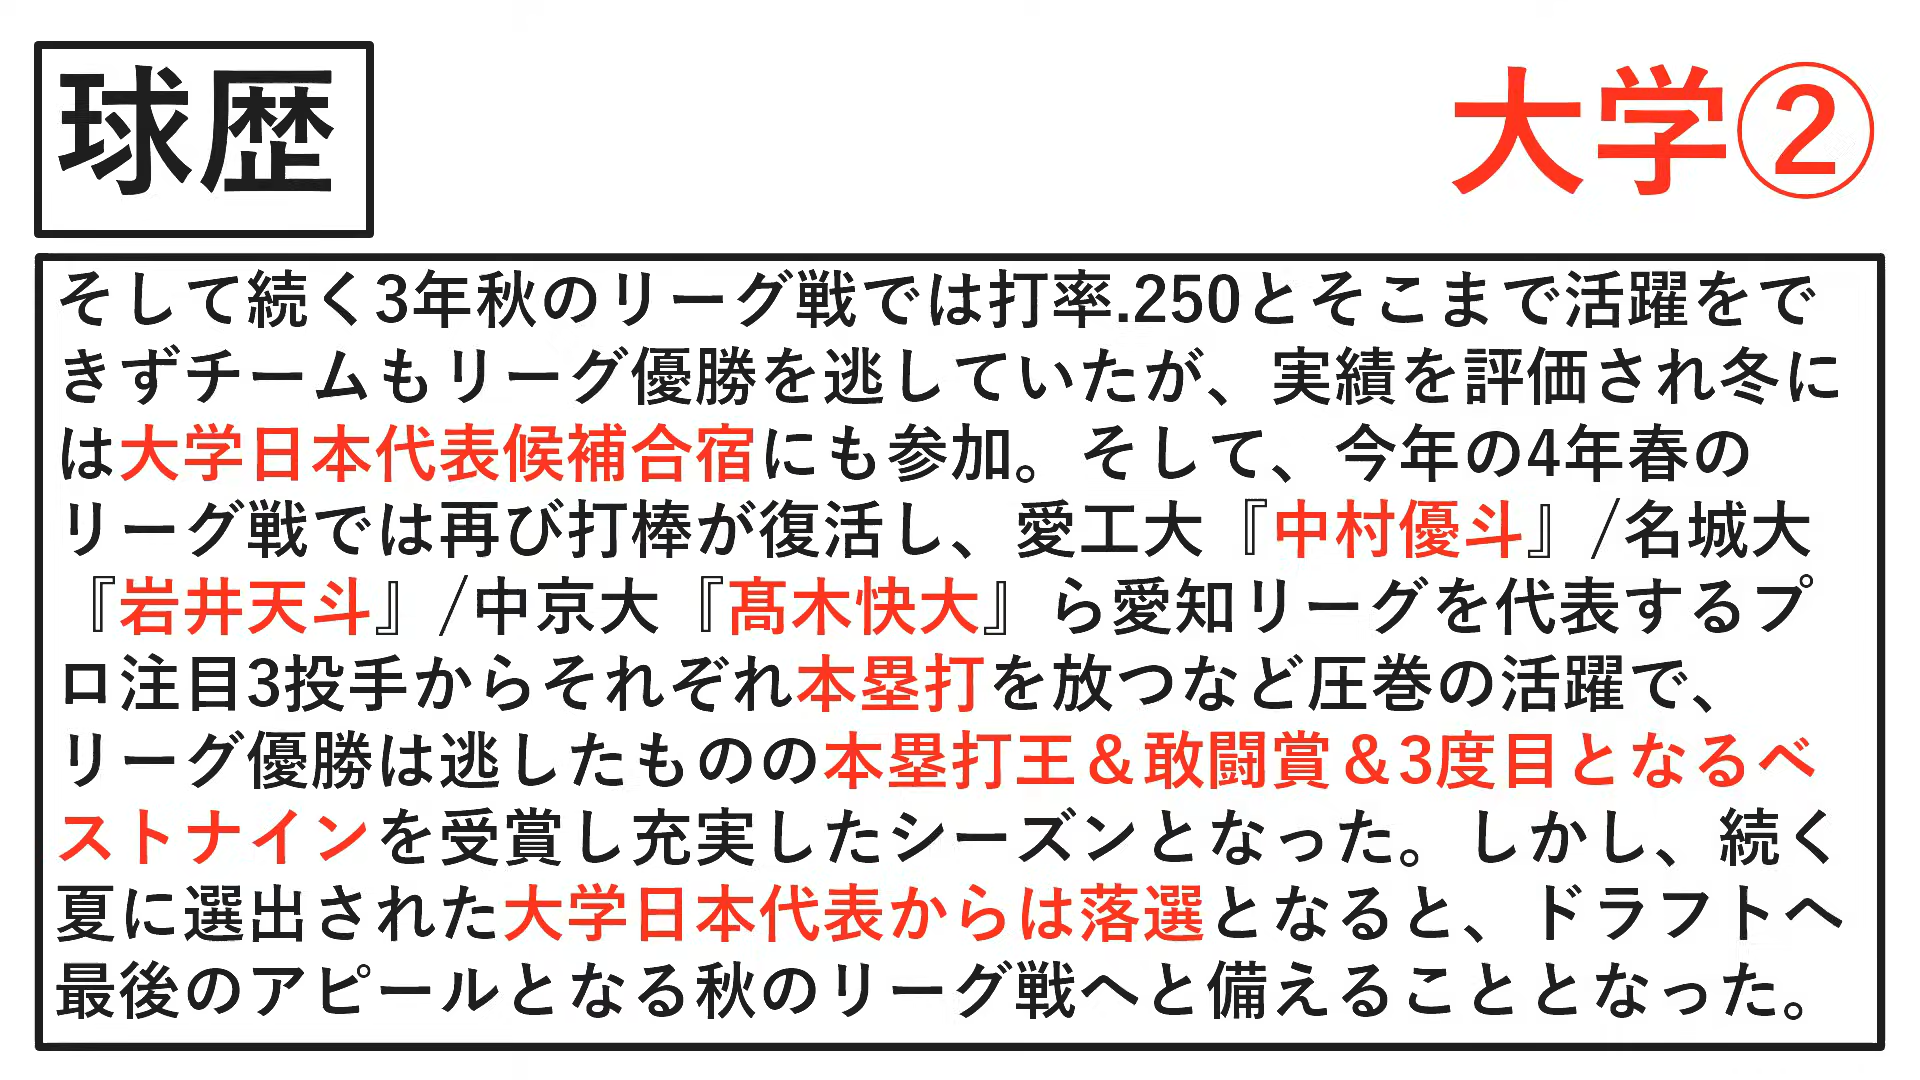 球歴
大学②
そして続く3年秋のリーグ戦では打率.250とそこまで活躍をで
きずチームもリーグ優勝を逃していたが、実績を評価され冬に
は大学日本代表候補合宿にも参加。そして、今年の4年春の
リーグ戦では再び打棒が復活し、愛工大『中村優斗』/名城大
『岩井天斗』/中京大『髙木快大』ら愛知リーグを代表するプ
ロ注目3投手からそれぞれ本塁打を放つなど圧巻の活躍で、
リーグ優勝は逃したものの本塁打王＆敢闘賞＆3度目となるベ
ストナインを受賞し充実したシーズンとなった。しかし、続く
夏に選出された大学日本代表からは落選となると、ドラフトへ
最後のアピールとなる秋のリーグ戦へと備えることとなった。